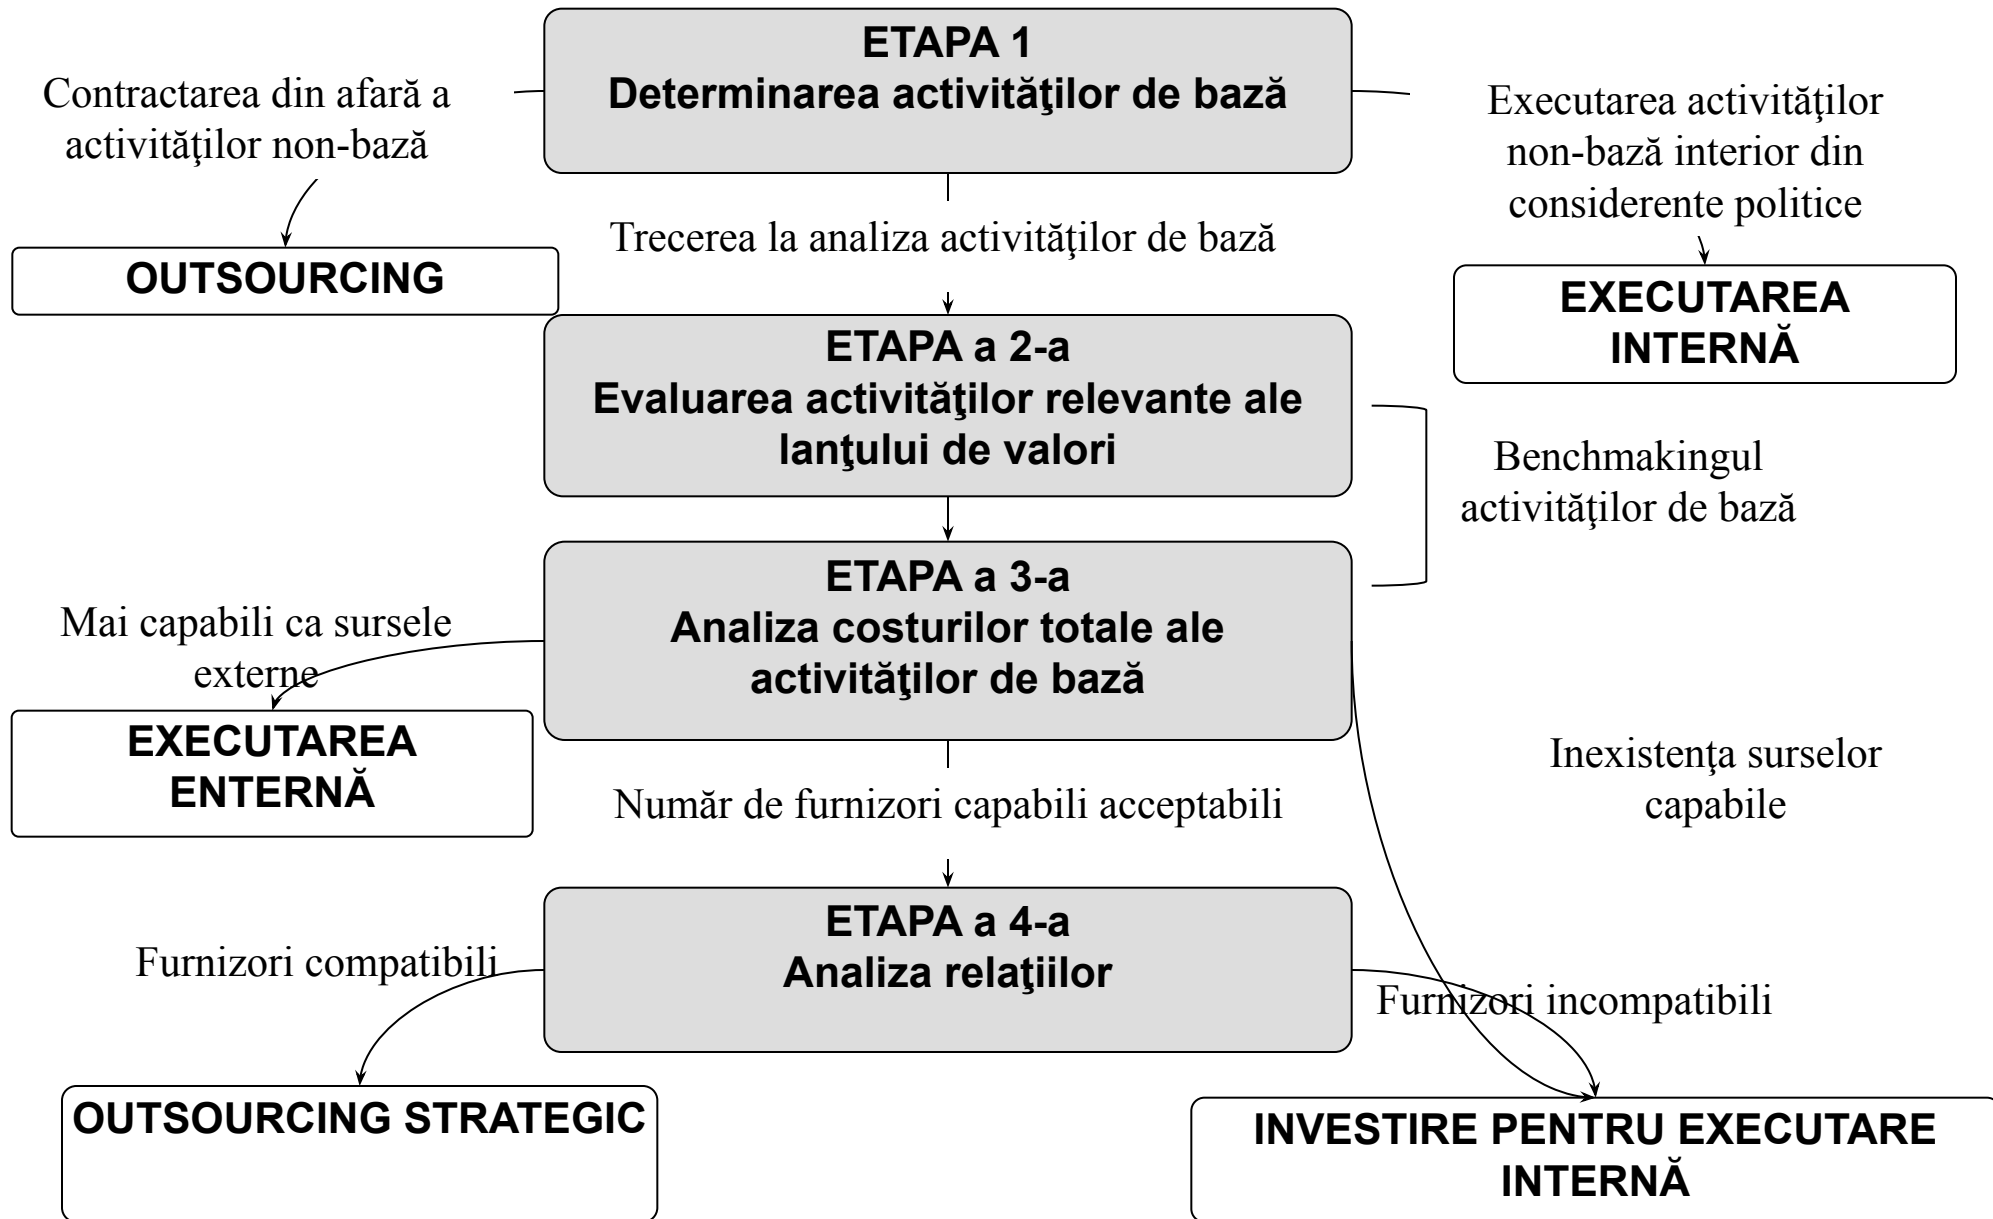 ETAPA 1
Determinarea activităţilor de bază
Contractarea din afară a
activităţilor non-bază
Executarea activităţilor
non-bază interior din
considerente politice
Trecerea la analiza activităţilor de bază
OUTSOURCING
EXECUTAREA
INTERNĂ
ETAPA a 2-a
Evaluarea activităţilor relevante ale
lanţului de valori
Benchmakingul
activităţilor de bază
ETAPA a 3-a
Analiza costurilor totale ale
activităţilor de bază
Mai capabili ca sursele
externe
EXECUTAREA
ENTERNĂ
Inexistenţa surselor
capabile
Număr de furnizori capabili acceptabili
ETAPA a 4-a
Analiza relaţiilor
Furnizori compatibili
Furnizori incompatibili
OUTSOURCING STRATEGIC
INVESTIRE PENTRU EXECUTARE
INTERNĂ